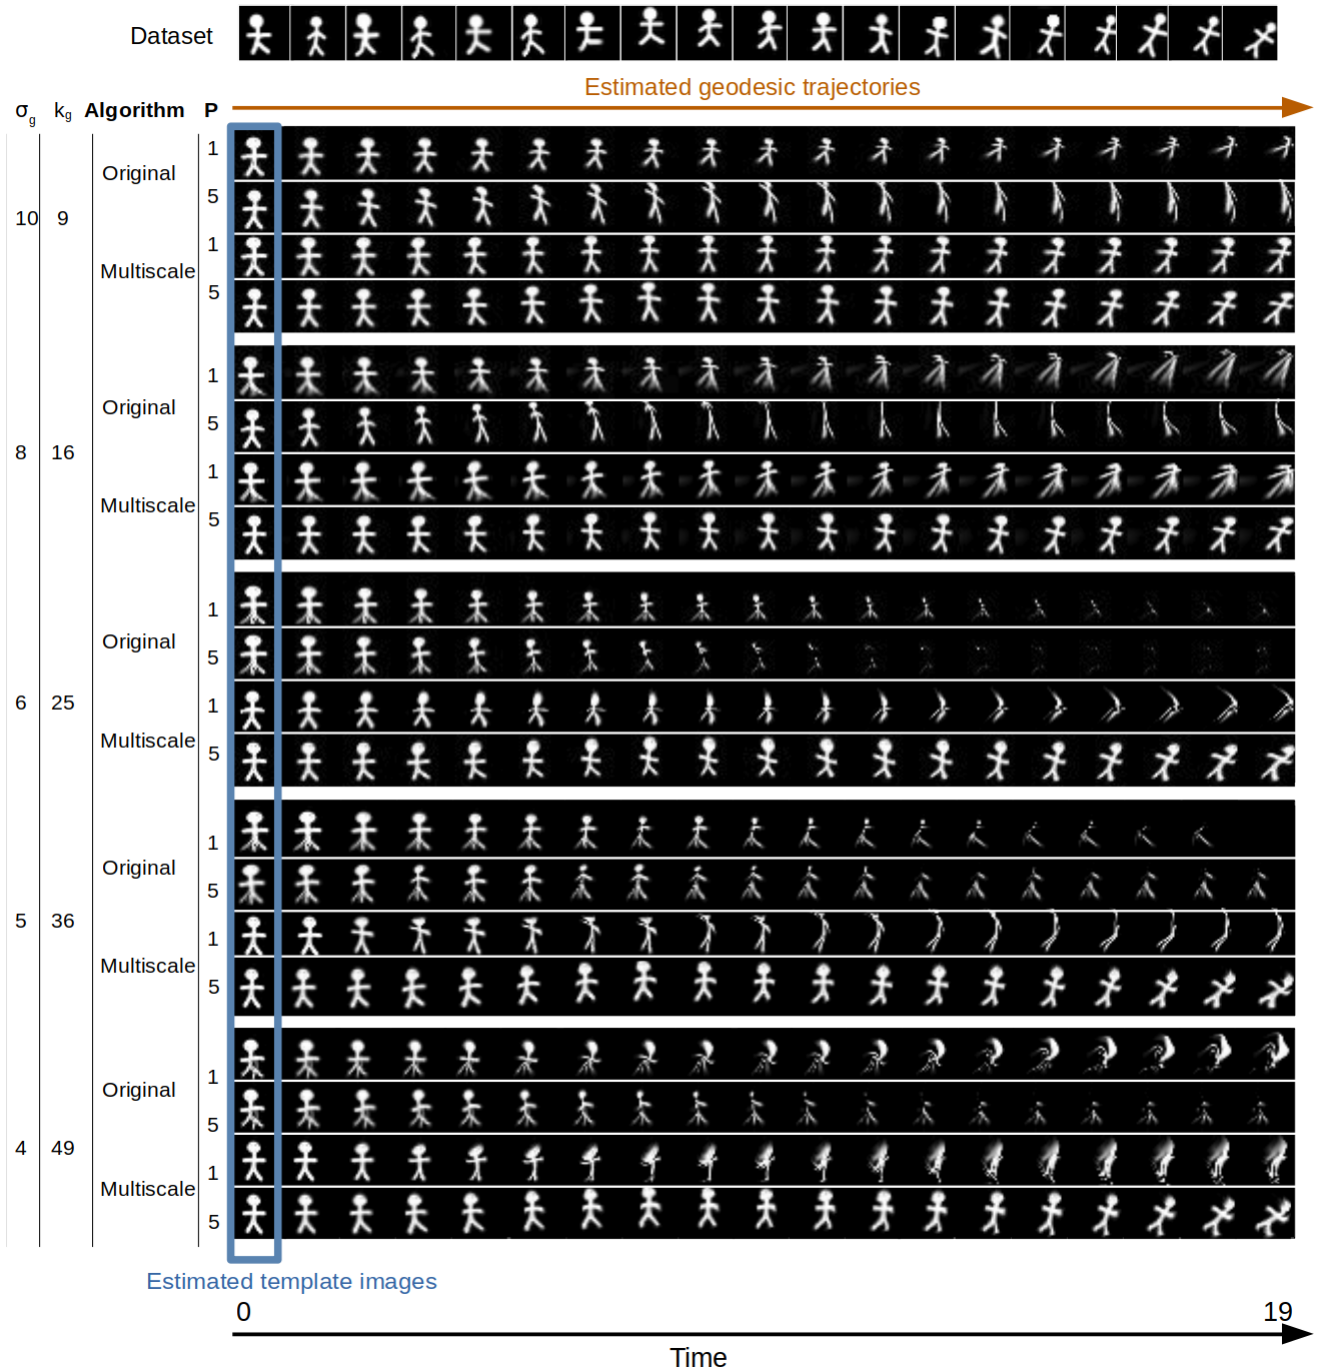 Dataset
Estimated geodesic trajectories
σg kg Algorithm P
10 9 Original 1
5
Multiscale 1
5
8 16 Original 1
5
Multiscale 1
5
6 25 Original 1
5
Multiscale 1
5
5 36 Original 1
5
Multiscale 1
5
4 49 Original 1
5
Multiscale 1
5
Estimated template images
0 19
Time